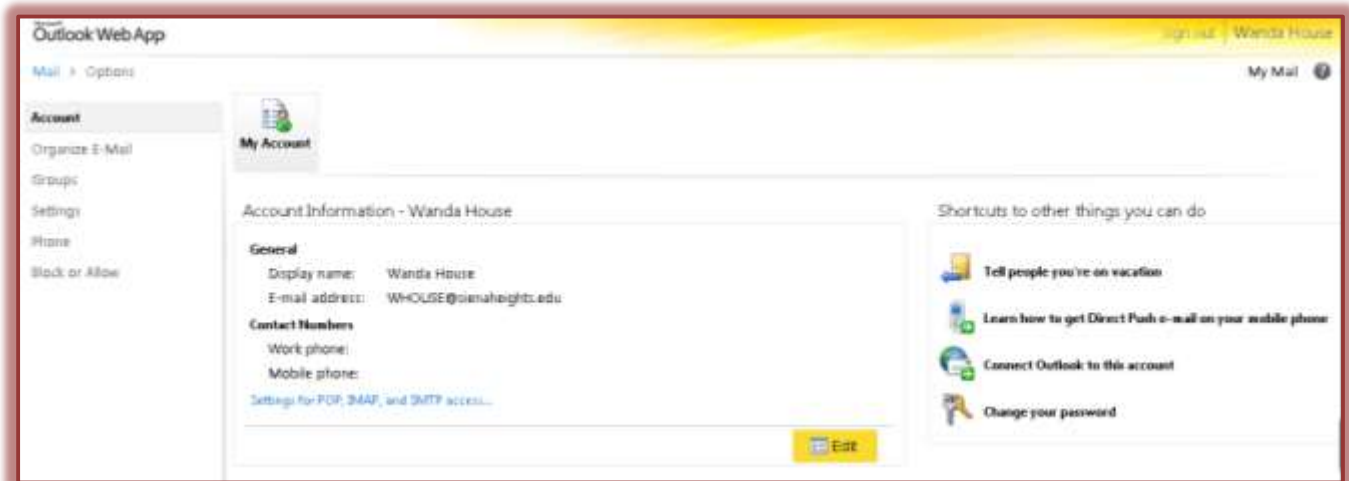 Microsoft
Outlook Web App
sign out | Wanda House
Mail > Options
My Mail
Account
Organize E-Mail
Groups
Settings
Phone
Block or Allow
My Account
Account Information - Wanda House
General
Display name: Wanda House
E-mail address: WHOUSE@sienaheights.edu
Contact Numbers
Work phone:
Mobile phone:
Settings for POP, IMAP, and SMTP access...
Edit
Shortcuts to other things you can do
Tell people you're on vacation
Learn how to get Direct Push e-mail on your mobile phone
Connect Outlook to this account
Change your password